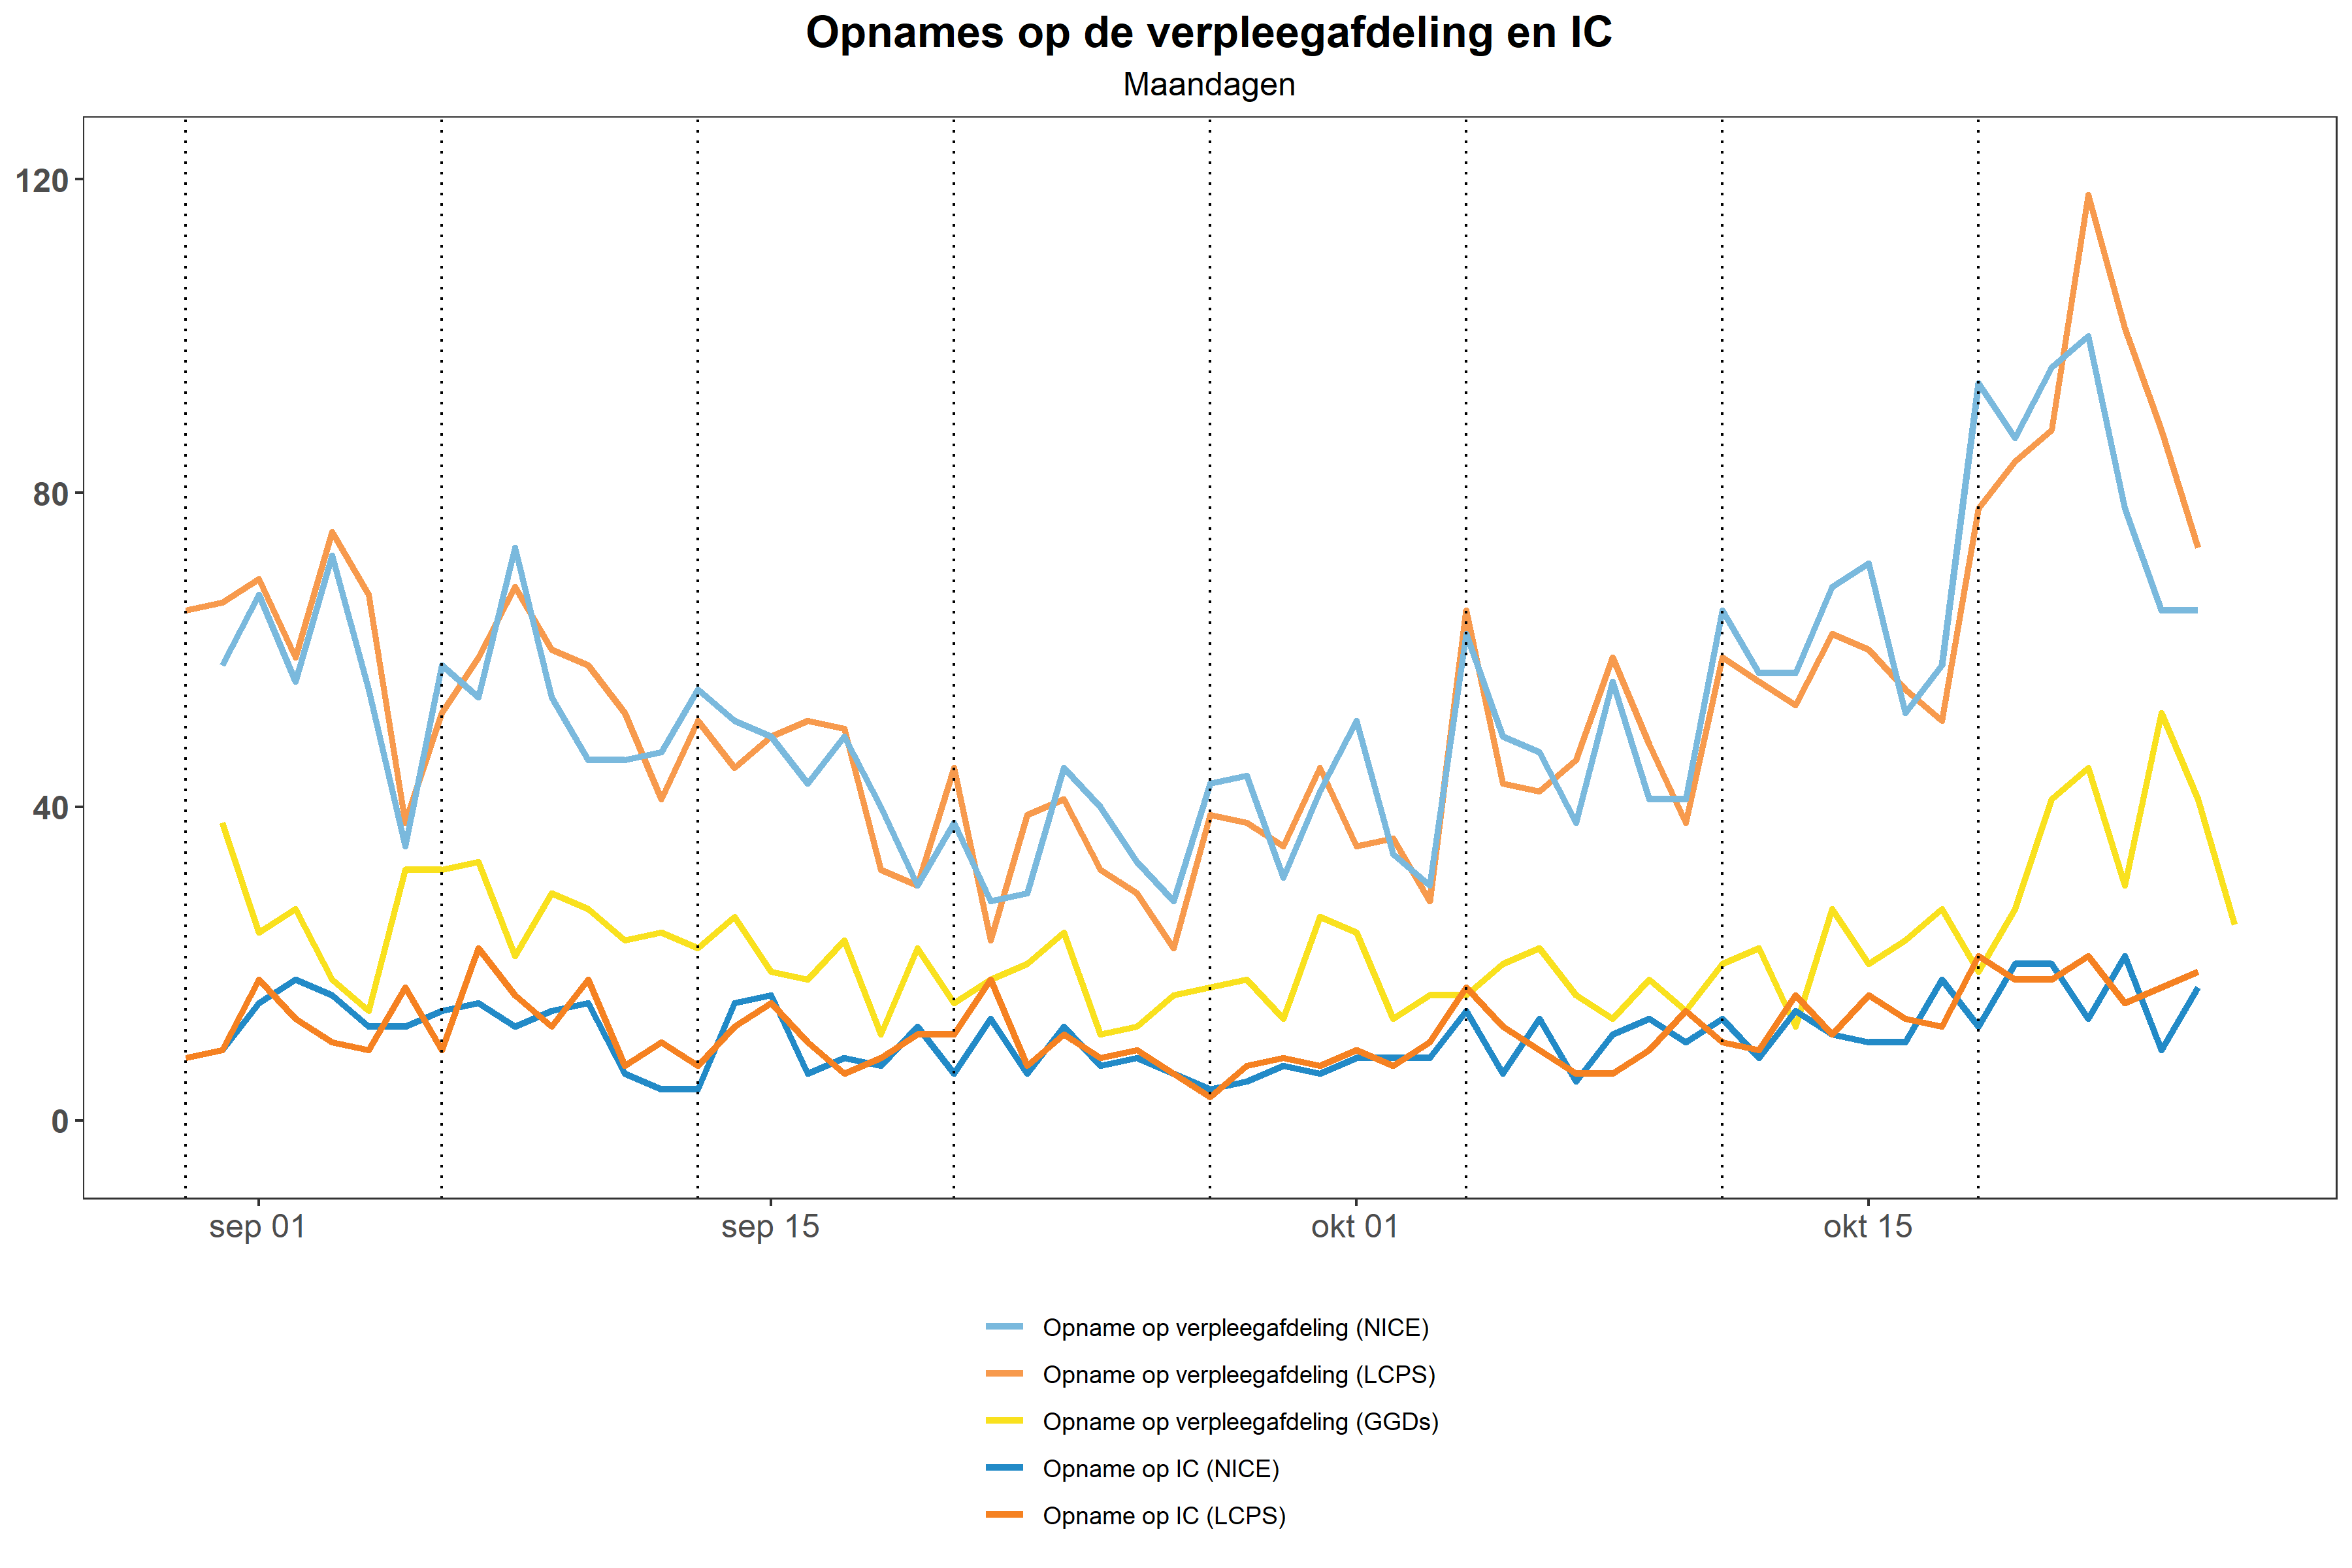 Opnames op de verpleegafdeling en IC
Maandagen
120
80
40
0
sep 01
sep 15
okt 01
okt 15
Opname op verpleegafdeling (NICE)
Opname op verpleegafdeling (LCPS)
Opname op verpleegafdeling (GGDs)
Opname op IC (NICE)
Opname op IC (LCPS)